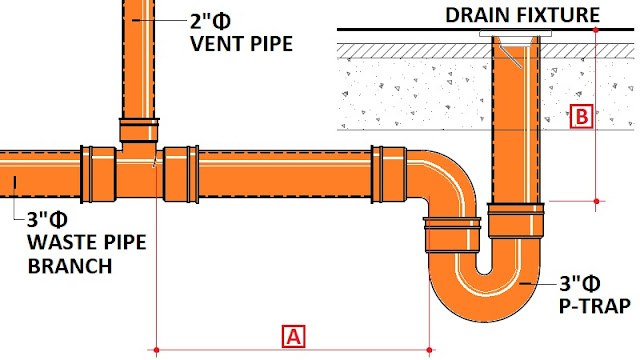 DRAIN FIXTURE
2"Φ
VENT PIPE
B
3"Φ
WASTE PIPE
BRANCH
3"Φ
P-TRAP
A